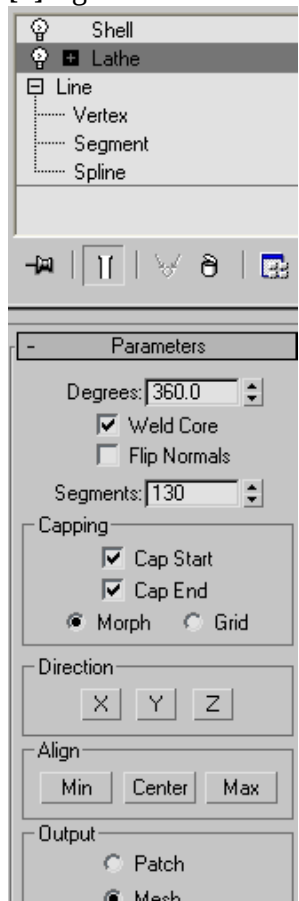 Shell
Lathe
Line
Vertex
Segment
Spline
- Parameters
Degrees: 360.0
Weld Core
Flip Normals
Segments: 130
Capping
Cap Start
Cap End
Morph Grid
Direction
X Y Z
Align
Min Center Max
Output
Patch
Mesh